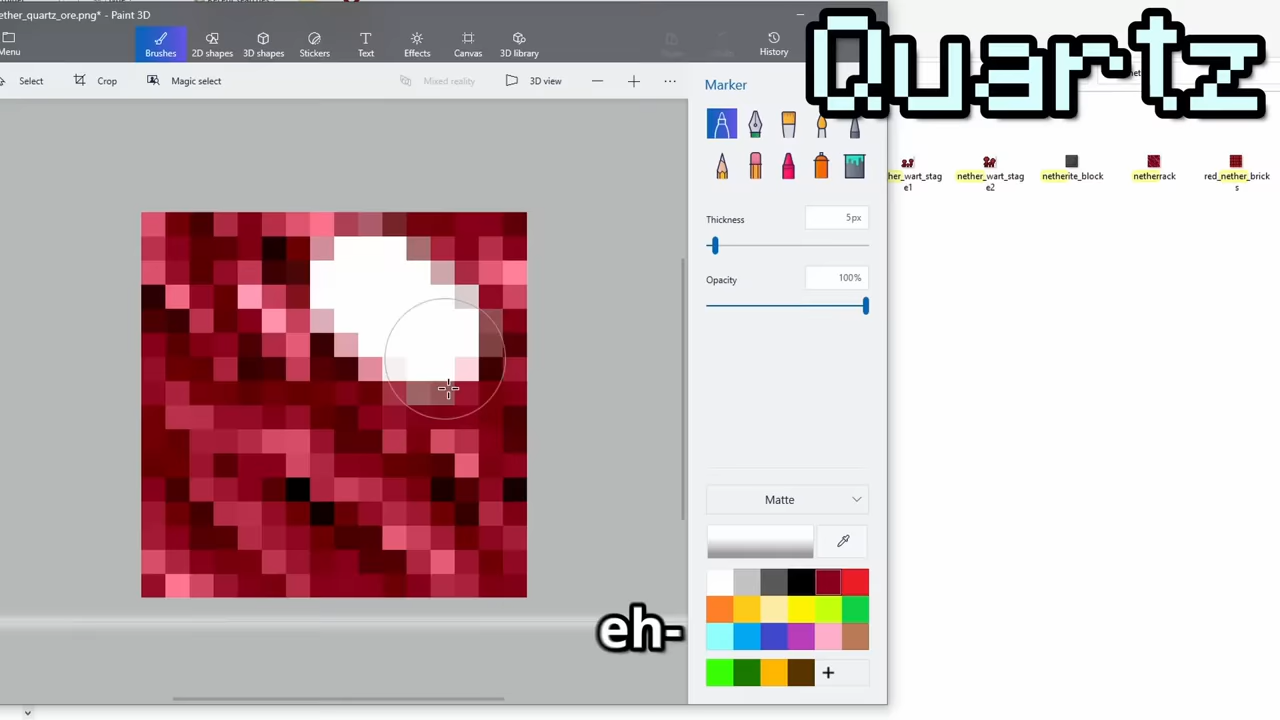 ether_quartz_ore.png* - Paint 3D
Quartz
Menu
Brushes
2D shapes
3D shapes
Stickers
Text
Effects
Canvas
3D library
History
Select
Crop
Magic select
Mixed reality
3D view
Marker
Thickness
5px
Opacity
100%
Matte
her_wart_stag
e1
nether_wart_stag
e2
netherite_block
netherrack
red_nether_brick
s
eh-